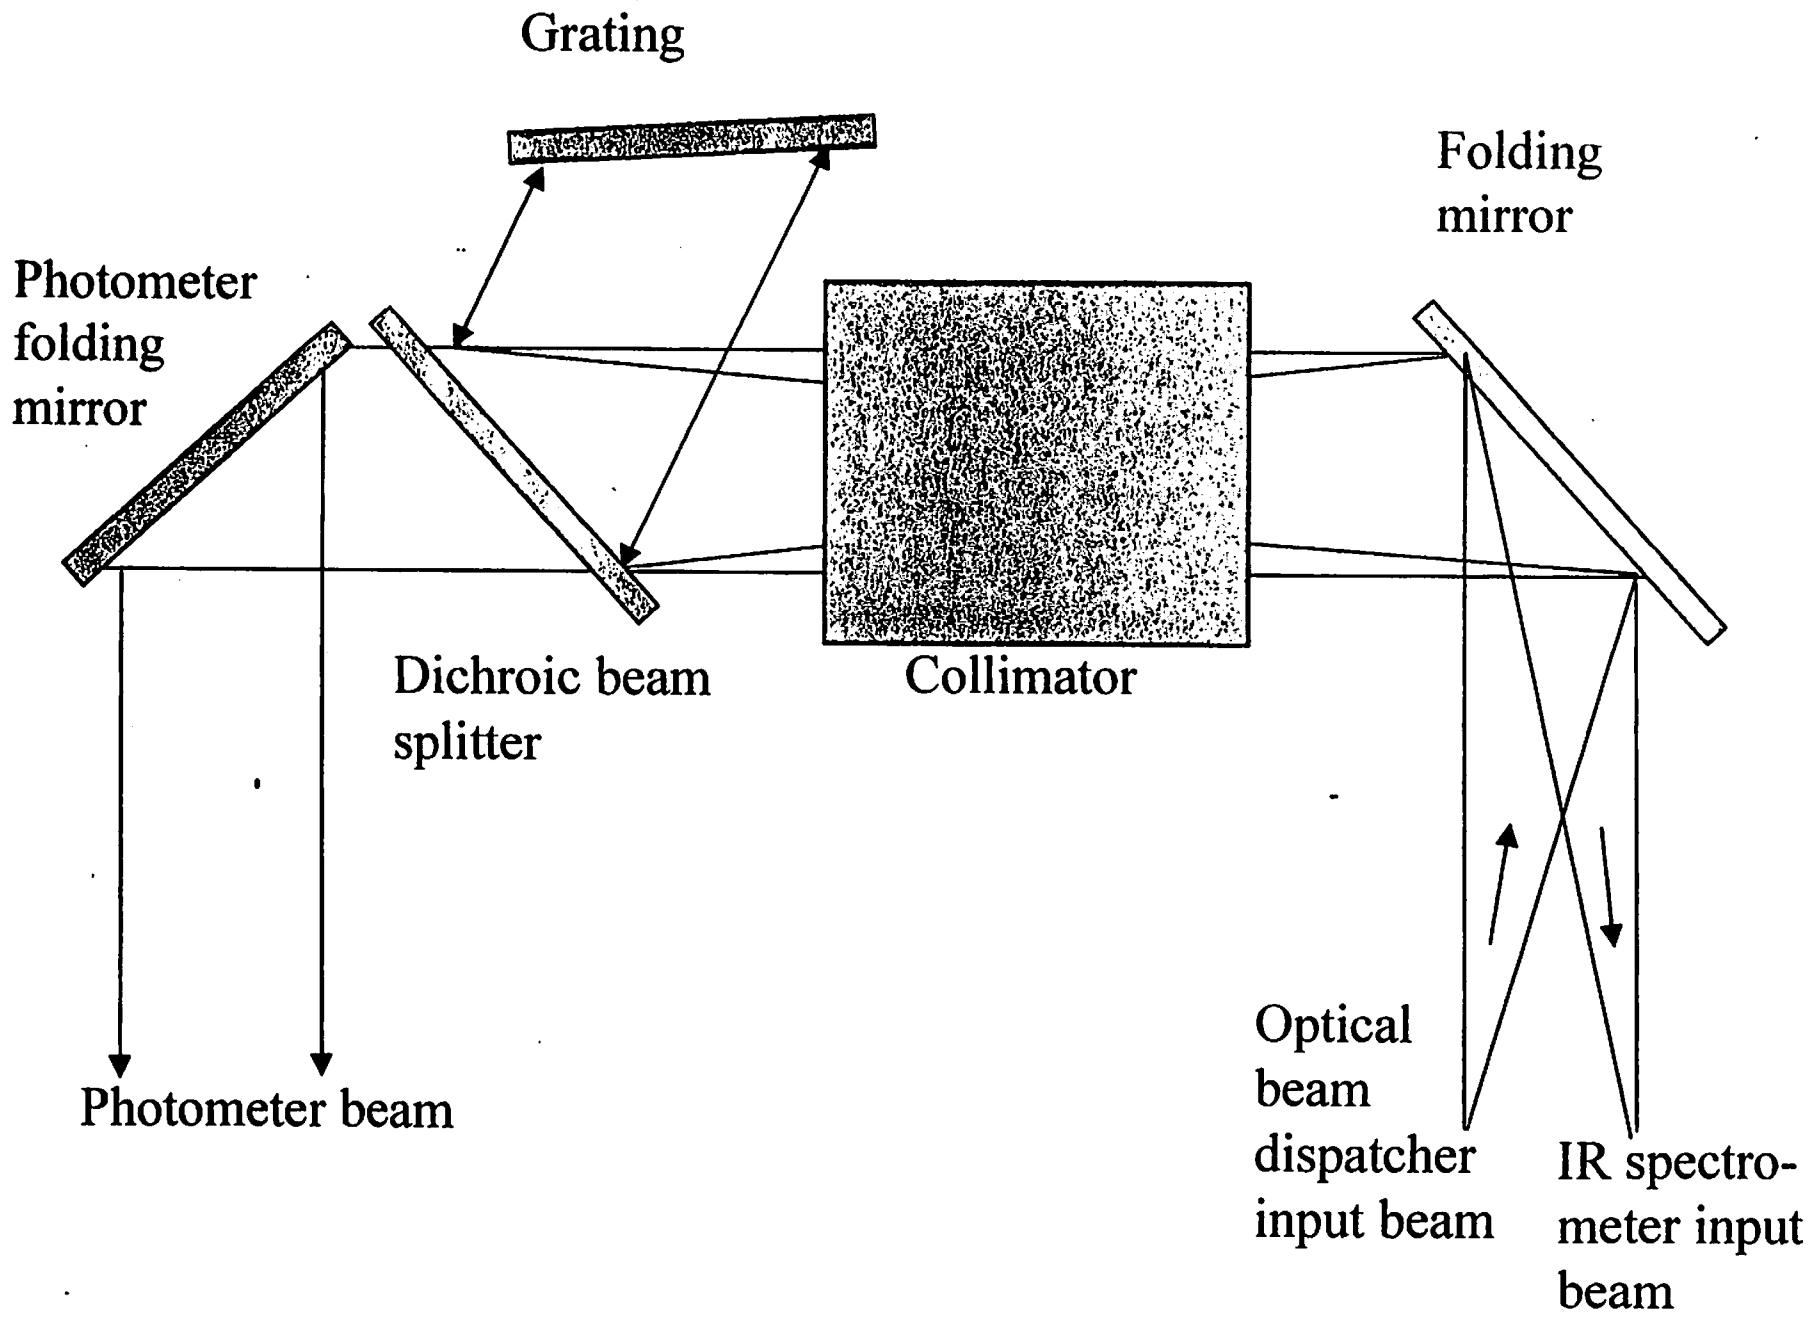 Grating
Folding
mirror
Photometer
folding
mirror
Dichroic beam
splitter
Collimator
Photometer beam
Optical
beam
dispatcher
input beam
IR spectro-
meter input
beam